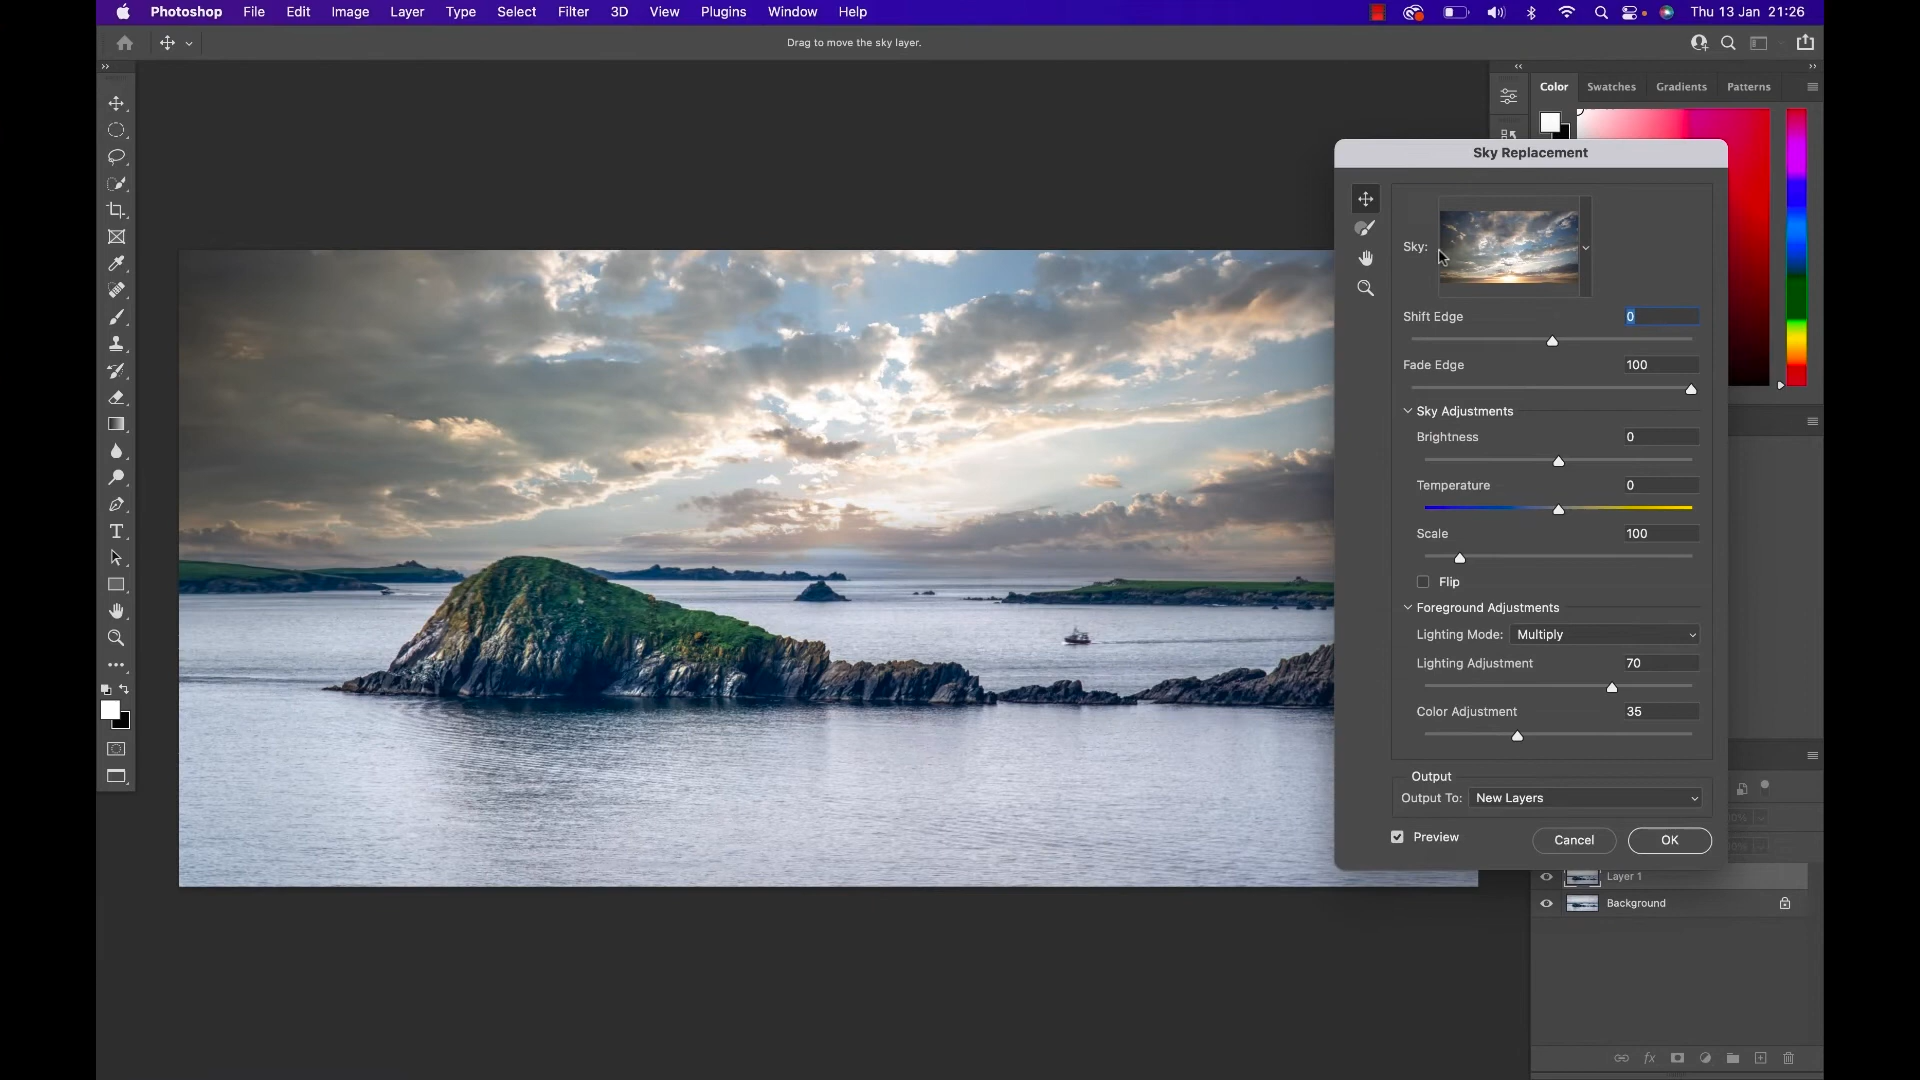 Photoshop File Edit Image Layer Type Select Filter 3D View Plugins Window Help Thu 13 Jan 21:26
Drag to move the sky layer.
Color Swatches Gradients Patterns
Sky Replacement
Sky:
Shift Edge 0
Fade Edge 100
Sky Adjustments
Brightness 0
Temperature 0
Scale 100
Flip
Foreground Adjustments
Lighting Mode: Multiply
Lighting Adjustment 70
Color Adjustment 35
Output
Output To: New Layers
Preview Cancel OK
Layer 1
Background
fx